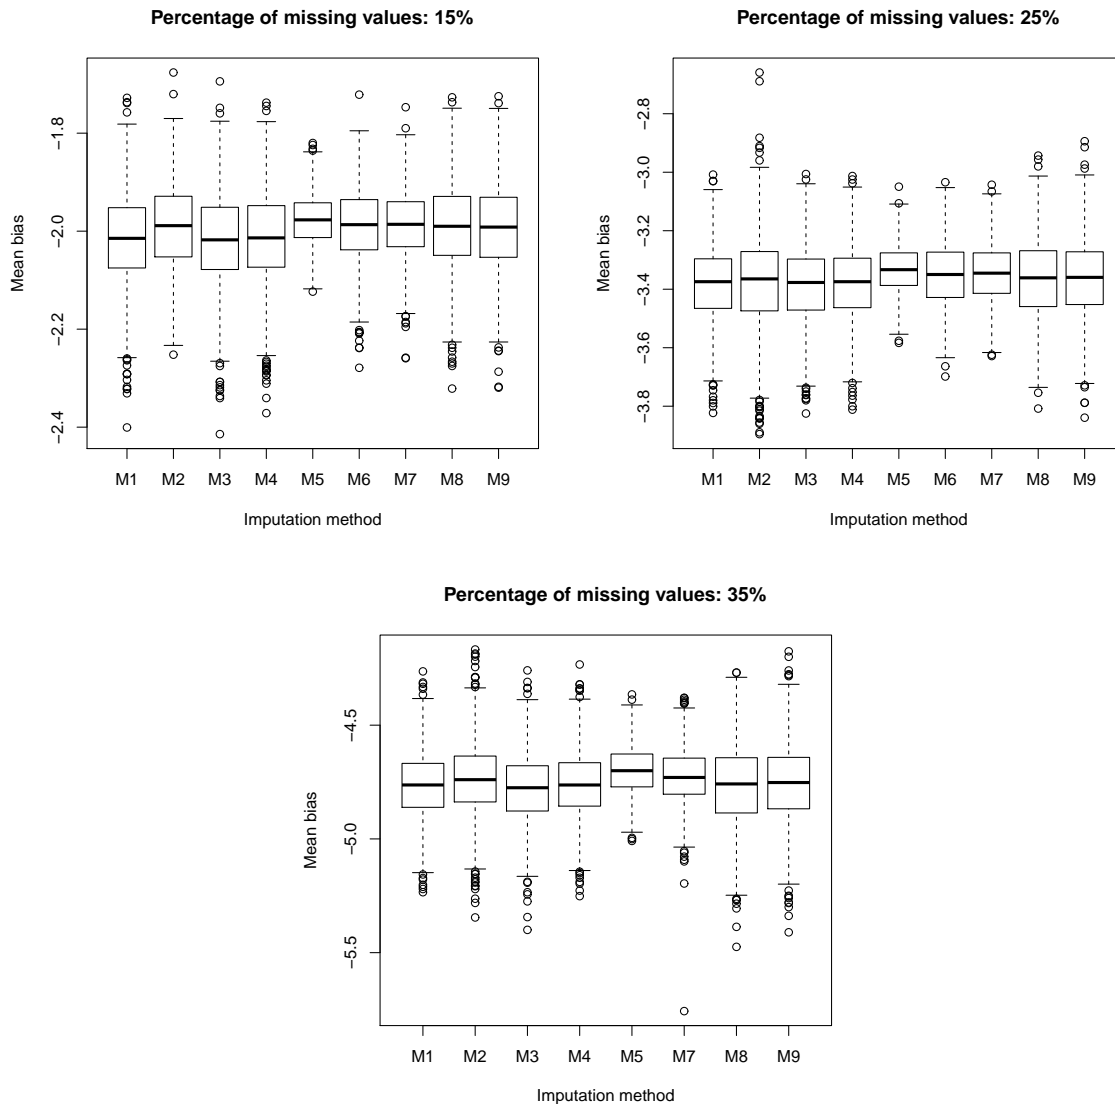 Percentage of missing values: 15%
Mean bias
−1.8
−2.0
−2.2
−2.4
M1 M2 M3 M4 M5 M6 M7 M8 M9
Imputation method
Percentage of missing values: 25%
Mean bias
−2.8
−3.0
−3.2
−3.4
−3.6
−3.8
M1 M2 M3 M4 M5 M6 M7 M8 M9
Imputation method
Percentage of missing values: 35%
Mean bias
−4.5
−5.0
−5.5
M1 M2 M3 M4 M5 M7 M8 M9
Imputation method